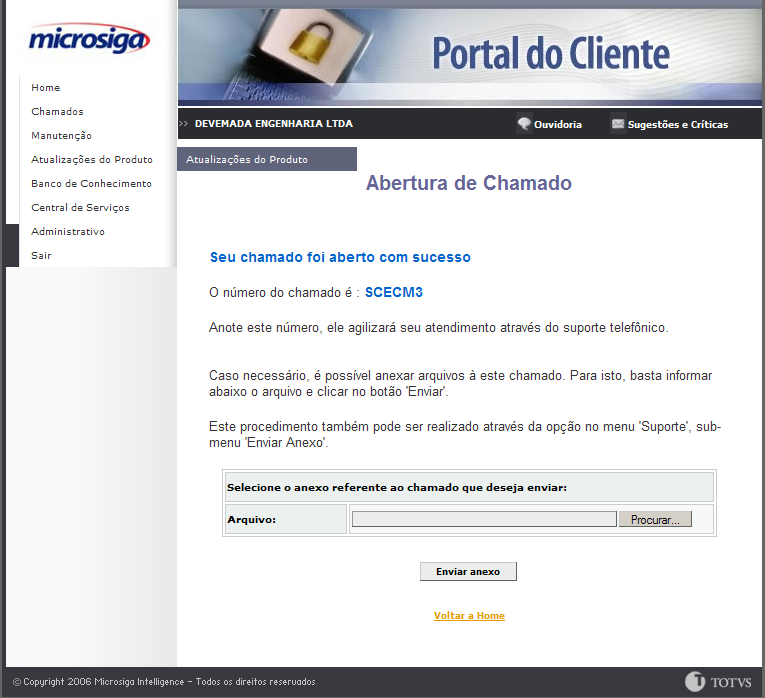 microsiga
Portal do Cliente
Home
Chamados
Manutenção
Atualizações do Produto
Banco de Conhecimento
Central de Serviços
Administrativo
Sair
>> DEVEMADA ENGENHARIA LTDA
Ouvidoria
Sugestões e Críticas
Atualizações do Produto
Abertura de Chamado
Seu chamado foi aberto com sucesso
O número do chamado é : SCECM3
Anote este número, ele agilizará seu atendimento através do suporte telefônico.
Caso necessário, é possível anexar arquivos à este chamado. Para isto, basta informar
abaixo o arquivo e clicar no botão 'Enviar'.
Este procedimento também pode ser realizado através da opção no menu 'Suporte', sub-
menu 'Enviar Anexo'.
Selecione o anexo referente ao chamado que deseja enviar:
Arquivo:
Procurar...
Enviar anexo
Voltar a Home
© Copyright 2006 Microsiga Intelligence - Todos os direitos reservados
TOTVS